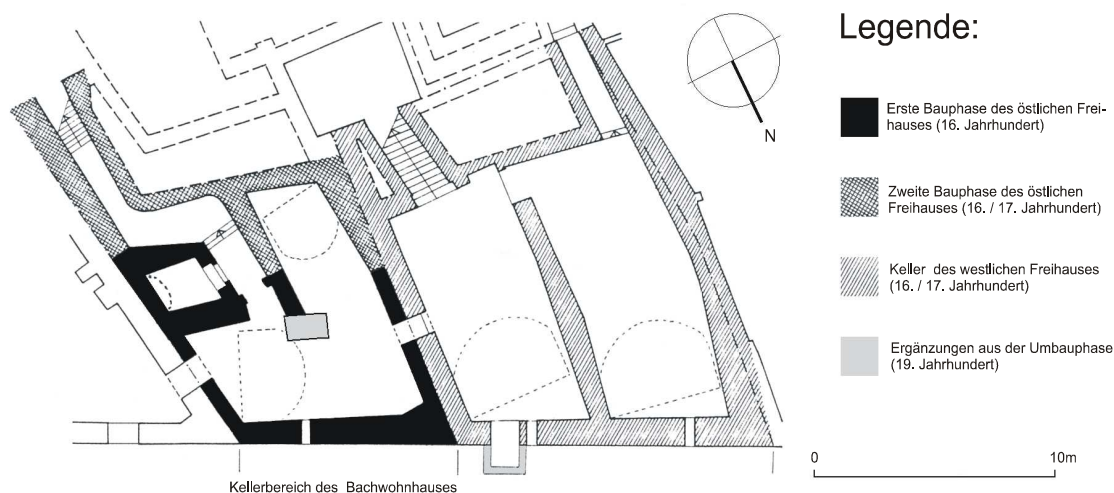 Legende:
N
Erste Bauphase des östlichen Frei-
hauses (16. Jahrhundert)
Zweite Bauphase des östlichen
Freihauses (16. / 17. Jahrhundert)
Keller des westlichen Freihauses
(16. / 17. Jahrhundert)
Ergänzungen aus der Umbauphase
(19. Jahrhundert)
0 10m
Kellerbereich des Bachwohnhauses